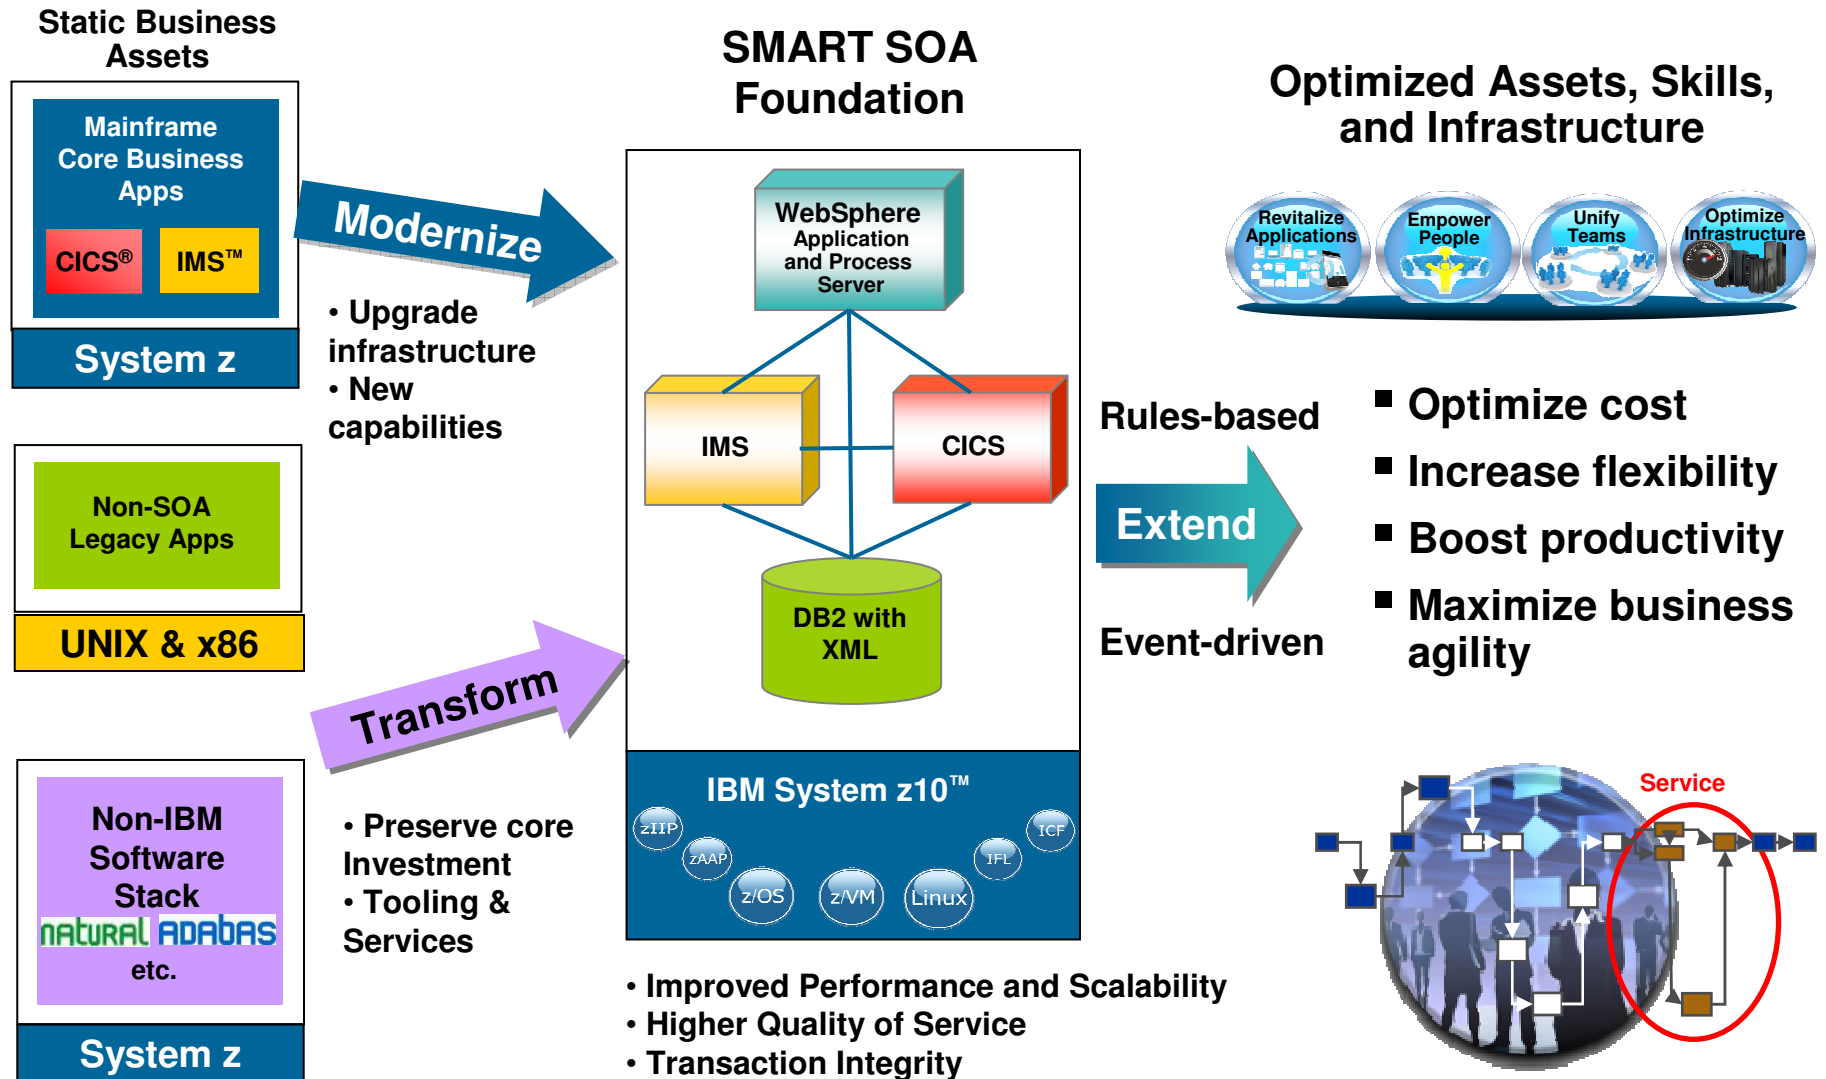 Static Business
Assets
Mainframe
Core Business
Apps
CICS®
IMS™
System z
Non-SOA
Legacy Apps
UNIX & x86
Non-IBM
Software
Stack
natural ADABAS
etc.
System z
Modernize
• Upgrade
infrastructure
• New
capabilities
Transform
• Preserve core
Investment
• Tooling &
Services
SMART SOA
Foundation
WebSphere
Application
and Process
Server
IMS
CICS
DB2 with
XML
IBM System z10™
zIIP
zAAP
z/OS
z/VM
Linux
IFL
ICF
• Improved Performance and Scalability
• Higher Quality of Service
• Transaction Integrity
Rules-based
Extend
Event-driven
Optimized Assets, Skills,
and Infrastructure
Revitalize
Applications
Empower
People
Unify
Teams
Optimize
Infrastructure
▪ Optimize cost
▪ Increase flexibility
▪ Boost productivity
▪ Maximize business
agility
Service